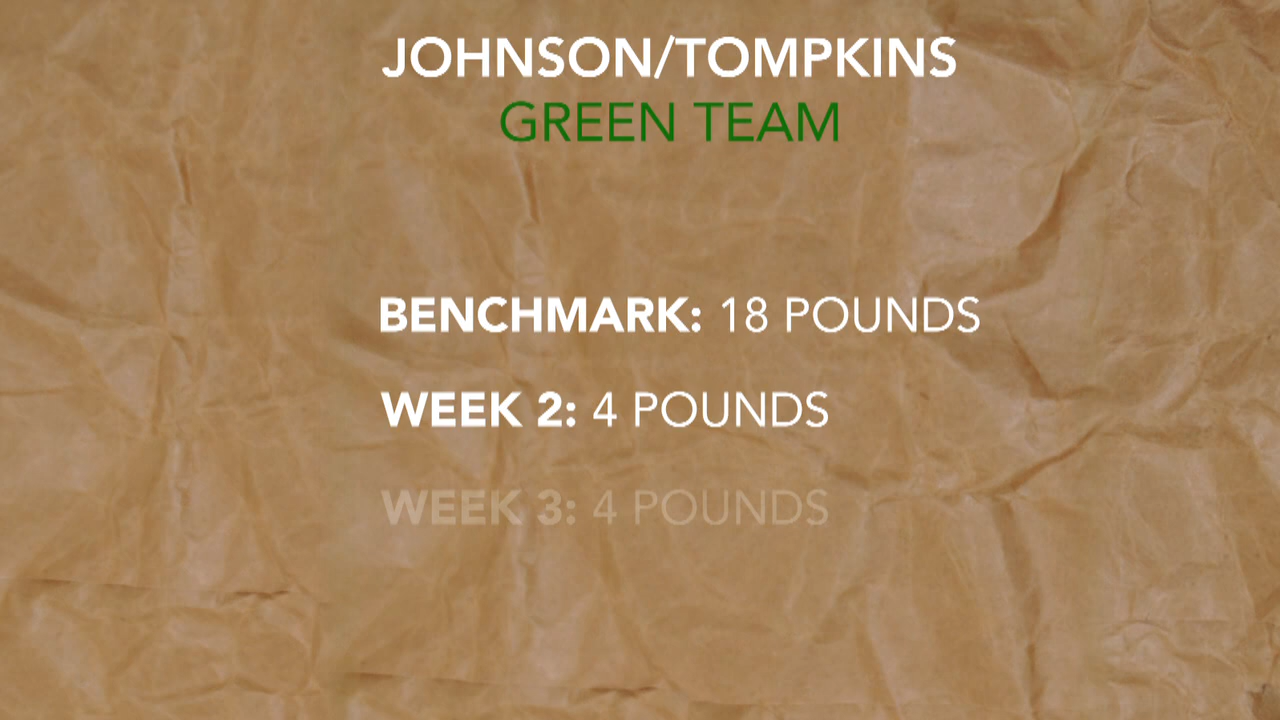 JOHNSON/TOMPKINS
GREEN TEAM
BENCHMARK: 18 POUNDS
WEEK 2: 4 POUNDS
WEEK 3: 4 POUNDS